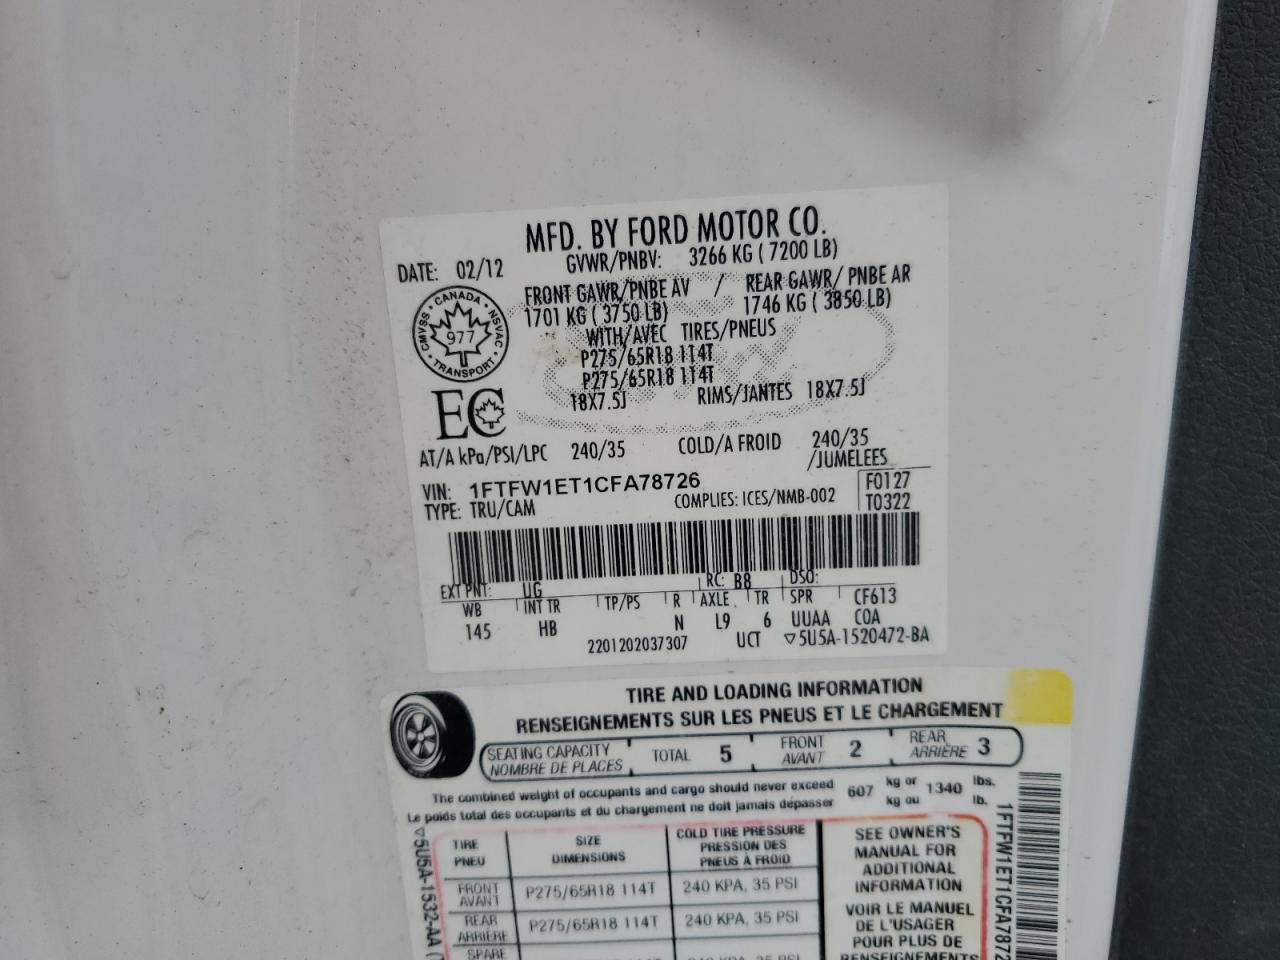 MFD. BY FORD MOTOR CO.
DATE: 02/12
GVWR/PNBV: 3266 KG ( 7200 LB)
FRONT GAWR/PNBE AV / REAR GAWR/ PNBE AR
1701 KG ( 3750 LB) 1746 KG ( 3850 LB)
WITH/AVEC TIRES/PNEUS
P275/65R18 114T
P275/65R18 114T
18X7.5J RIMS/JANTES 18X7.5J
CANADA
CMVSS NSVAC
977
TRANSPORT
EC
AT/A kPa/PSI/LPC 240/35 COLD/A FROID 240/35
/JUMELEES
VIN: 1FTFW1ET1CFA78726
TYPE: TRU/CAM COMPLIES: ICES/NMB-002
F0127
T0322
EXT PNT: UG RC: B8 DSO:
WB INT TR TP/PS R AXLE TR SPR CF613
145 HB N L9 6 UUAA COA
2201202037307 UCT ▽5U5A-1520472-BA
TIRE AND LOADING INFORMATION
RENSEIGNEMENTS SUR LES PNEUS ET LE CHARGEMENT
SEATING CAPACITY
NOMBRE DE PLACES
TOTAL 5
FRONT
AVANT 2
REAR
ARRIÈRE 3
The combined weight of occupants and cargo should never exceed 607 kg or 1340 lbs.
Le poids total des occupants et du chargement ne doit jamais dépasser kg ou lb.
TIRE
PNEU
SIZE
DIMENSIONS
COLD TIRE PRESSURE
PRESSION DES
PNEUS À FROID
FRONT
AVANT
P275/65R18 114T 240 KPA, 35 PSI
REAR
ARRIÈRE
P275/65R18 114T 240 KPA, 35 PSI
SPARE
SEE OWNER'S
MANUAL FOR
ADDITIONAL
INFORMATION
VOIR LE MANUEL
DE L'USAGER
POUR PLUS DE
RENSEIGNEMENTS
▽5U5A-1532-AA
1FTFW1ET1CFA7872